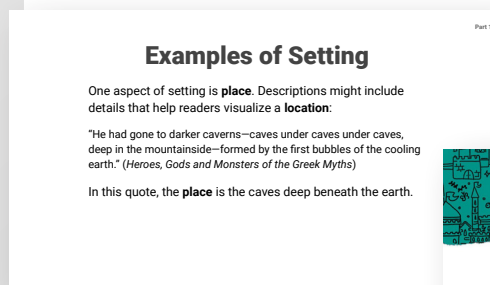 Part
Examples of Setting
One aspect of setting is place. Descriptions might include
details that help readers visualize a location:
“He had gone to darker caverns—caves under caves under caves,
deep in the mountainside—formed by the first bubbles of the cooling
earth.” (Heroes, Gods and Monsters of the Greek Myths)
In this quote, the place is the caves deep beneath the earth.